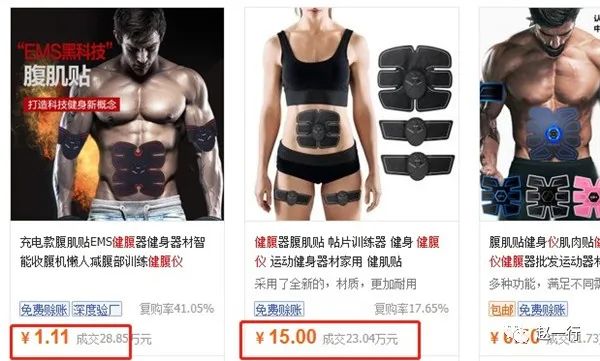 “EMS黑科技”
腹肌贴
打造科技健身新概念
充电款腹肌贴EMS健腹器健身器材智
能收腹机懒人减腹部训练健腹仪
免费赊账 深度验厂 复购率41.05%
¥1.11 成交28.85万元
健腹器腹肌贴 帖片训练器 健身 健腹
仪 运动健身器材家用 健肌贴
采用了全新的，材质，更加耐用
免费赊账 复购率17.65%
¥15.00 成交23.04万元
中
腹肌贴健身仪肌肉贴
健腹器批发运动器材
多种功能，满足不同
包邮 免费赊账
赵一行